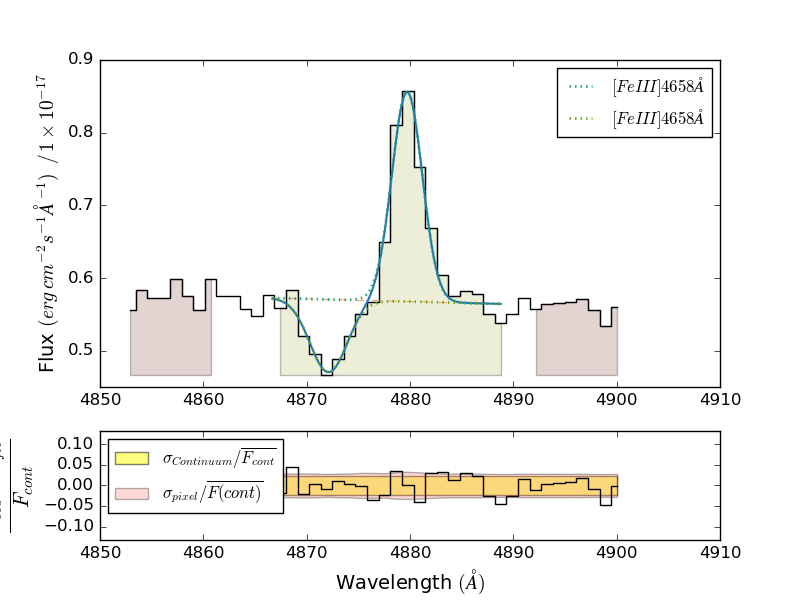 0.9
0.8
0.7
0.6
0.5
Flux (erg cm⁻² s⁻¹ Å⁻¹) / 1 × 10⁻¹⁷
[FeIII]4658Å
[FeIII]4658Å
4850 4860 4870 4880 4890 4900 4910
0.10
0.05
0.00
−0.05
−0.10
F_cont
σ_Continuum/F_cont
σ_pixel/F(cont)
4850 4860 4870 4880 4890 4900 4910
Wavelength (Å)